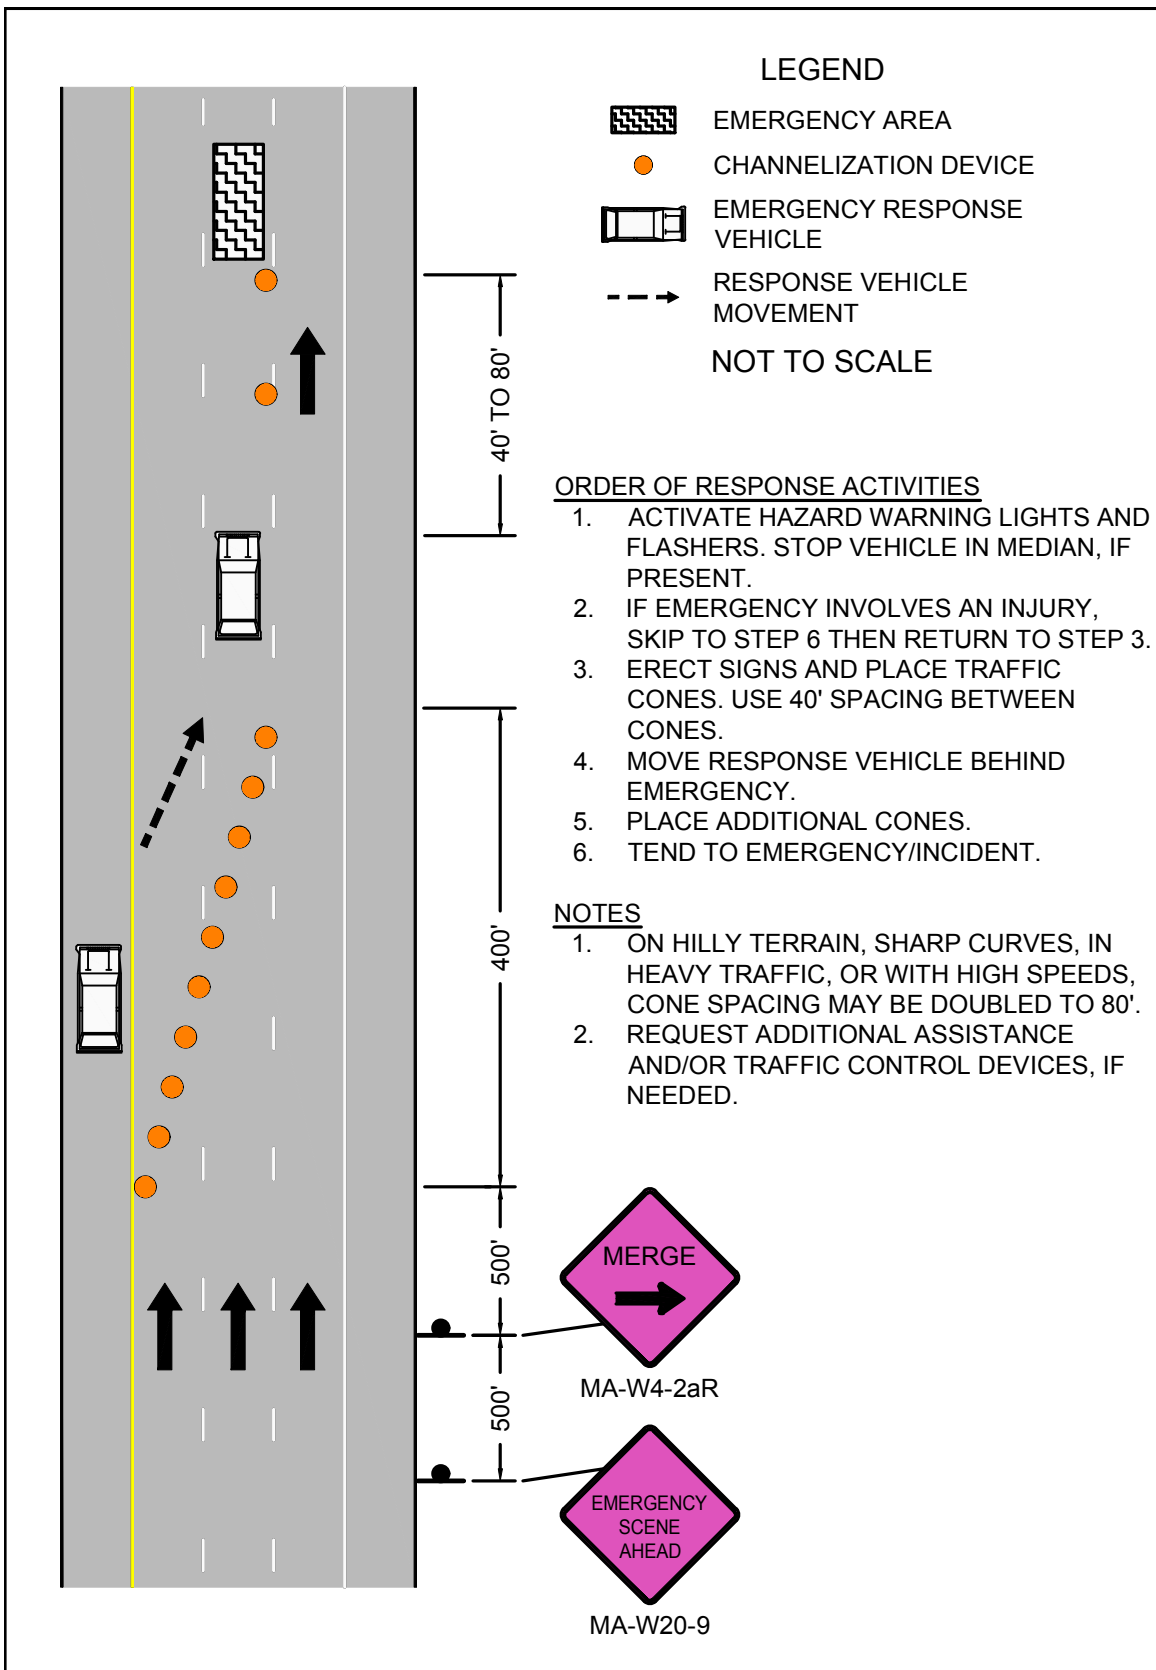 LEGEND
EMERGENCY AREA
CHANNELIZATION DEVICE
EMERGENCY RESPONSE
VEHICLE
RESPONSE VEHICLE
MOVEMENT
NOT TO SCALE
40' TO 80'
ORDER OF RESPONSE ACTIVITIES
1. ACTIVATE HAZARD WARNING LIGHTS AND
FLASHERS. STOP VEHICLE IN MEDIAN, IF
PRESENT.
2. IF EMERGENCY INVOLVES AN INJURY,
SKIP TO STEP 6 THEN RETURN TO STEP 3.
3. ERECT SIGNS AND PLACE TRAFFIC
CONES. USE 40' SPACING BETWEEN
CONES.
4. MOVE RESPONSE VEHICLE BEHIND
EMERGENCY.
5. PLACE ADDITIONAL CONES.
6. TEND TO EMERGENCY/INCIDENT.
400'
NOTES
1. ON HILLY TERRAIN, SHARP CURVES, IN
HEAVY TRAFFIC, OR WITH HIGH SPEEDS,
CONE SPACING MAY BE DOUBLED TO 80'.
2. REQUEST ADDITIONAL ASSISTANCE
AND/OR TRAFFIC CONTROL DEVICES, IF
NEEDED.
500'
MERGE
MA-W4-2aR
500'
EMERGENCY
SCENE
AHEAD
MA-W20-9